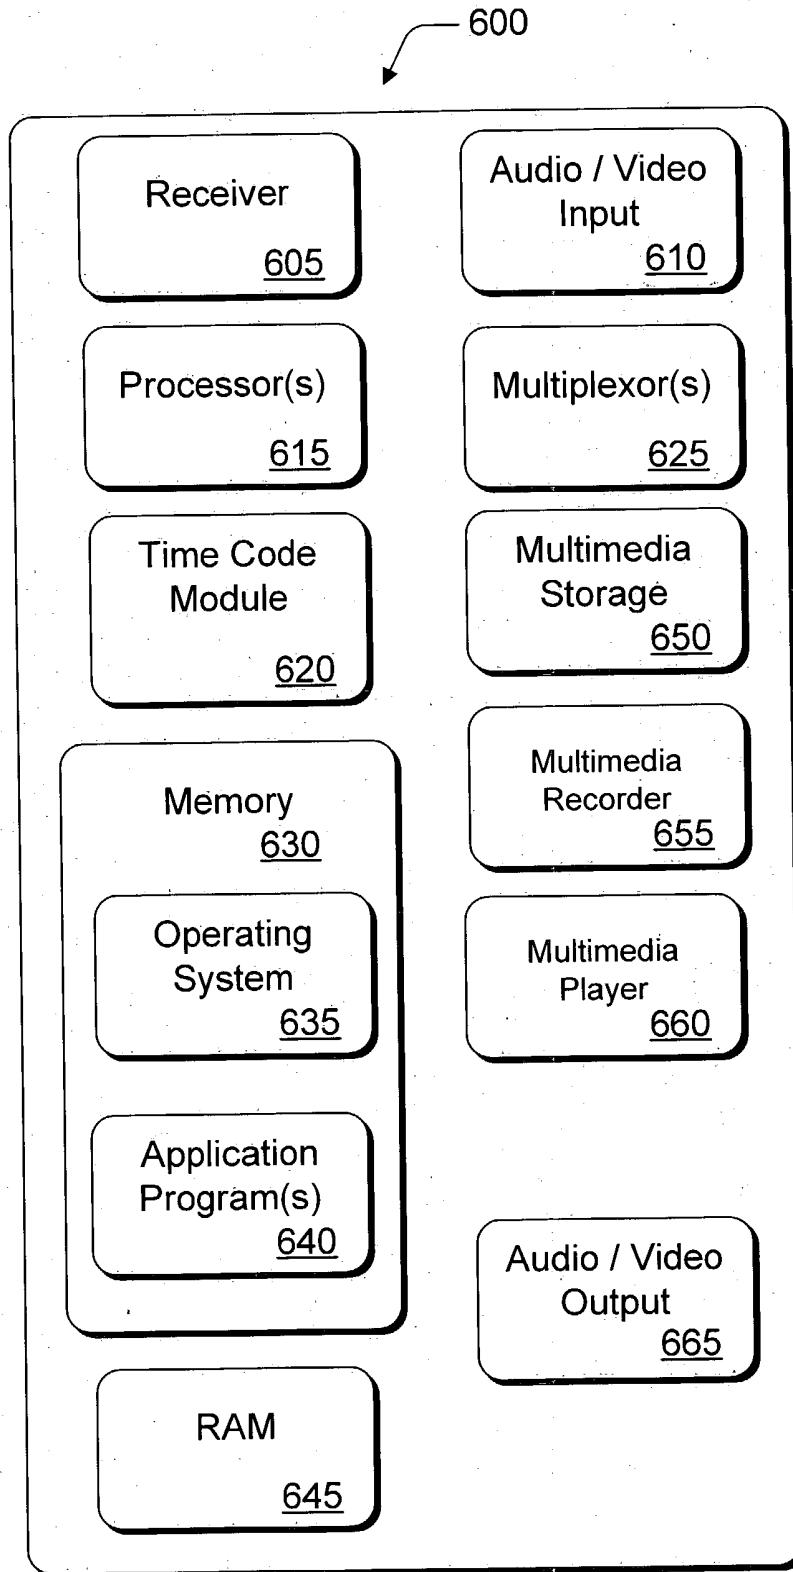 600
Receiver
605
Audio / Video
Input
610
Processor(s)
615
Multiplexor(s)
625
Time Code
Module
620
Multimedia
Storage
650
Memory
630
Operating
System
635
Application
Program(s)
640
Multimedia
Recorder
655
Multimedia
Player
660
Audio / Video
Output
665
RAM
645